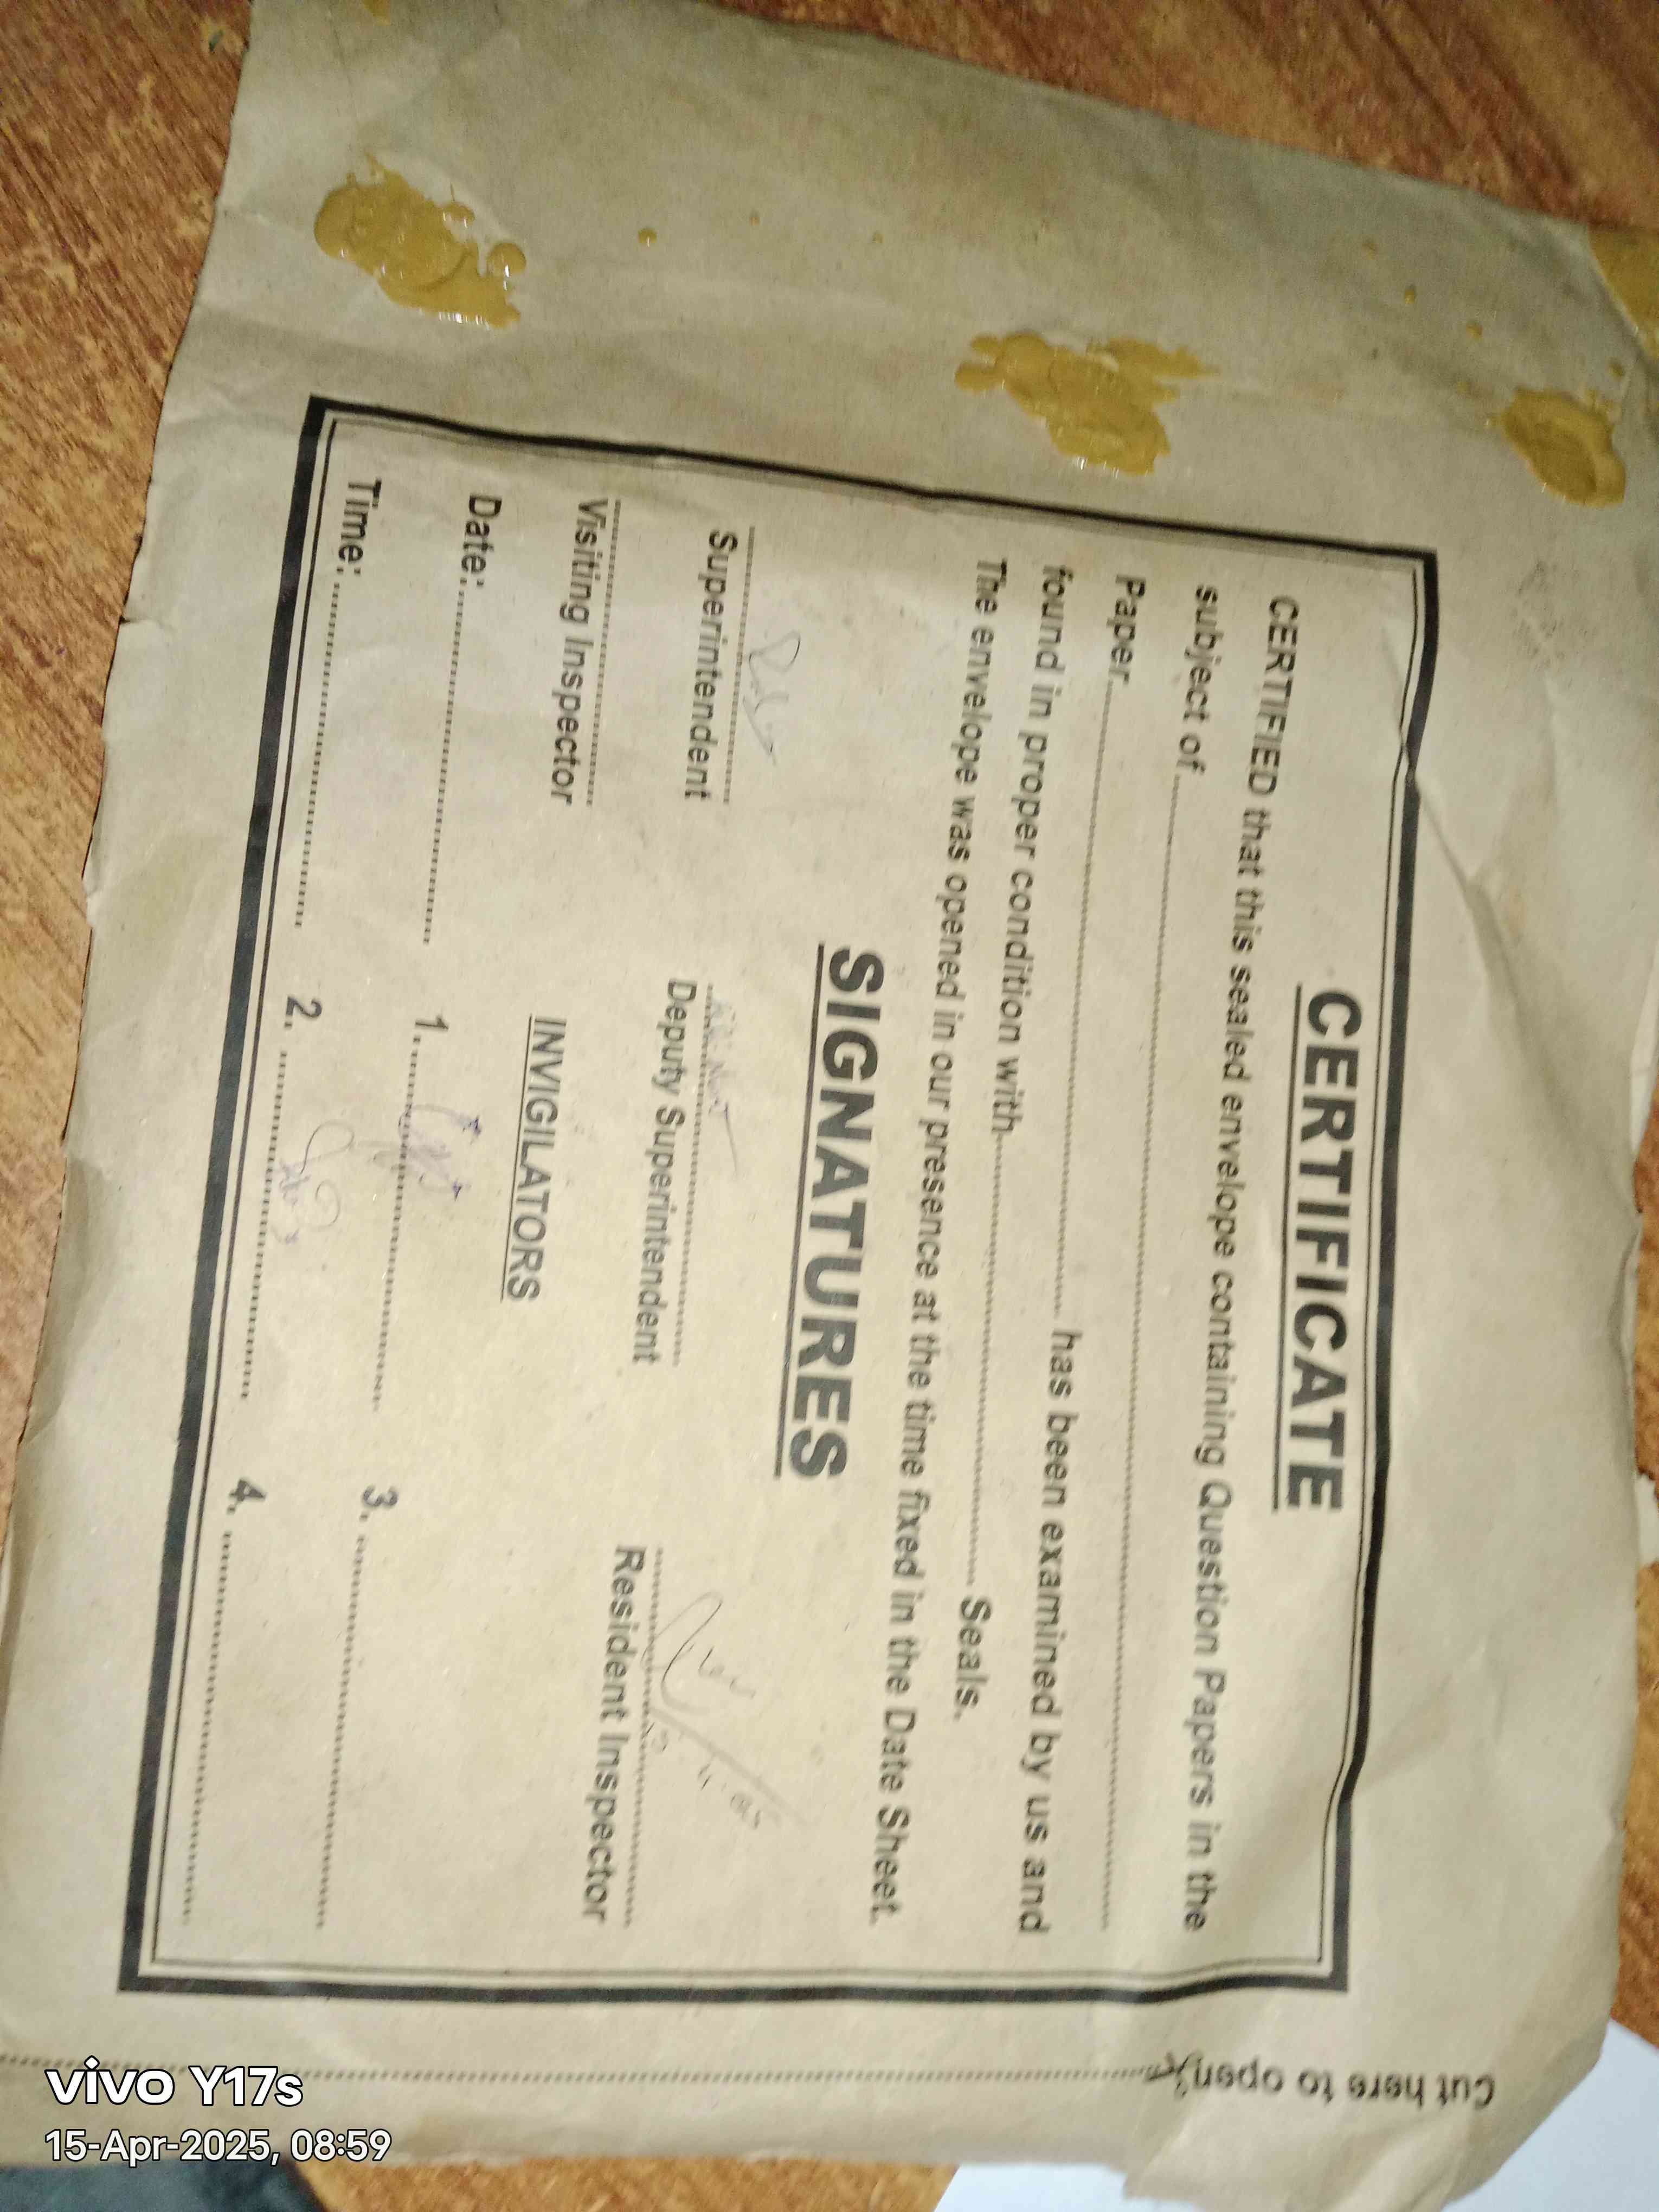 CERTIFICATE
CERTIFIED that this sealed envelope containing Question Papers in the
subject of
Paper has been examined by us and
found in proper condition with Seals.
The envelope was opened in our presence at the time fixed in the Date Sheet.
SIGNATURES
Superintendent Deputy Superintendent Resident Inspector
Visiting Inspector
INVIGILATORS
Date: 1. 3.
Time: 2. 4.
Cut here to open
vivo Y17s
15-Apr-2025, 08:59